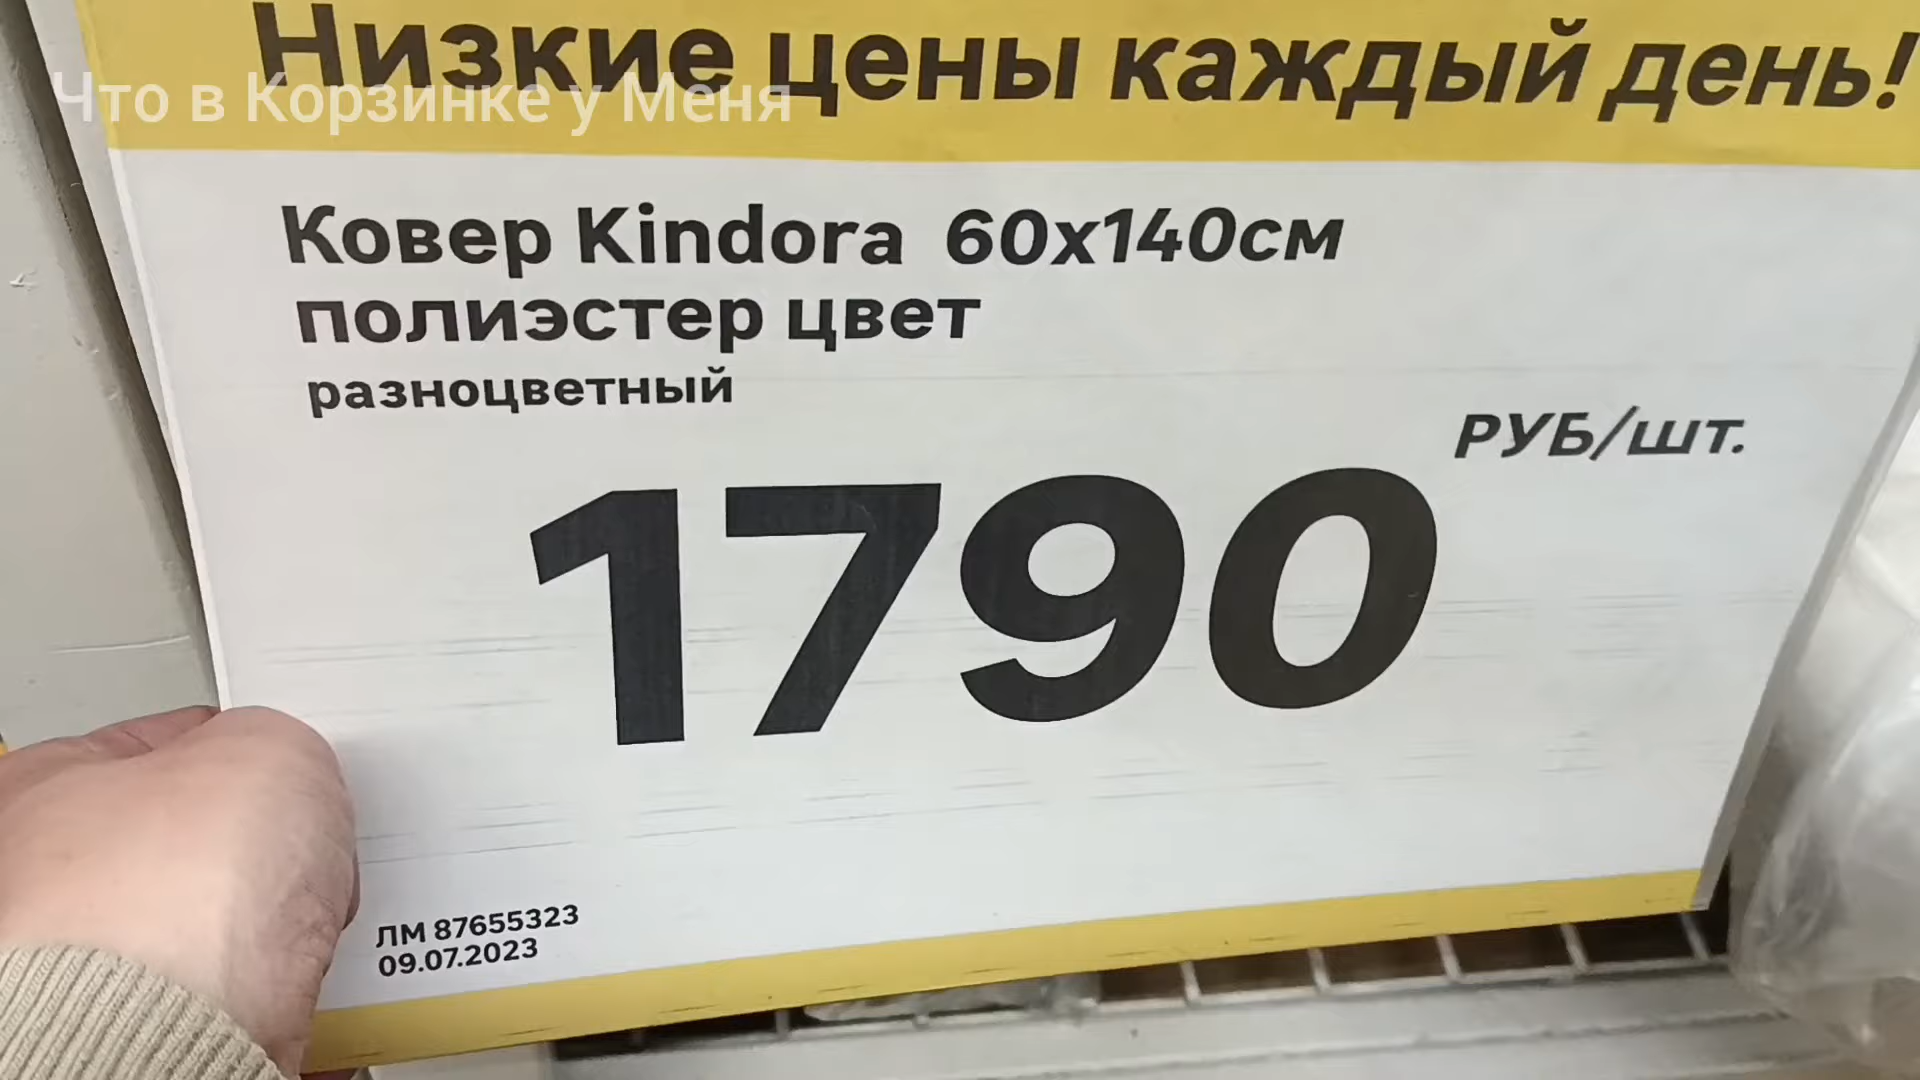 Низкие цены каждый день!
Что в Корзинке у Меня
Ковер Kindora 60х140см
полиэстер цвет
разноцветный
РУБ/шт.
1790
ЛМ 87655323
09.07.2023